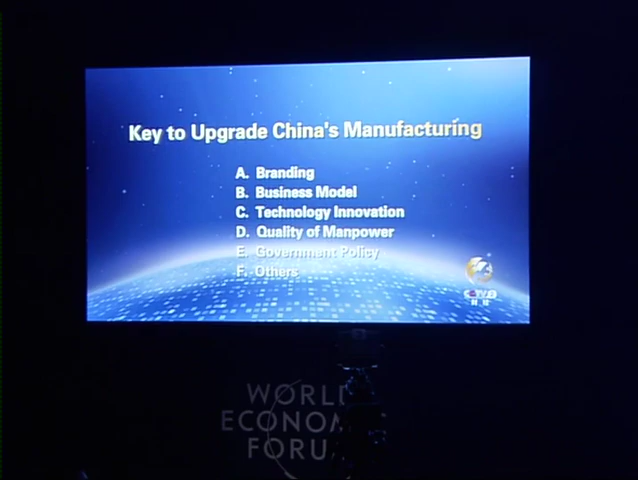 Key to Upgrade China's Manufacturing
A. Branding
B. Business Model
C. Technology Innovation
D. Quality of Manpower
E. Government Policy
F. Others
WORLD
ECONOM
FORU